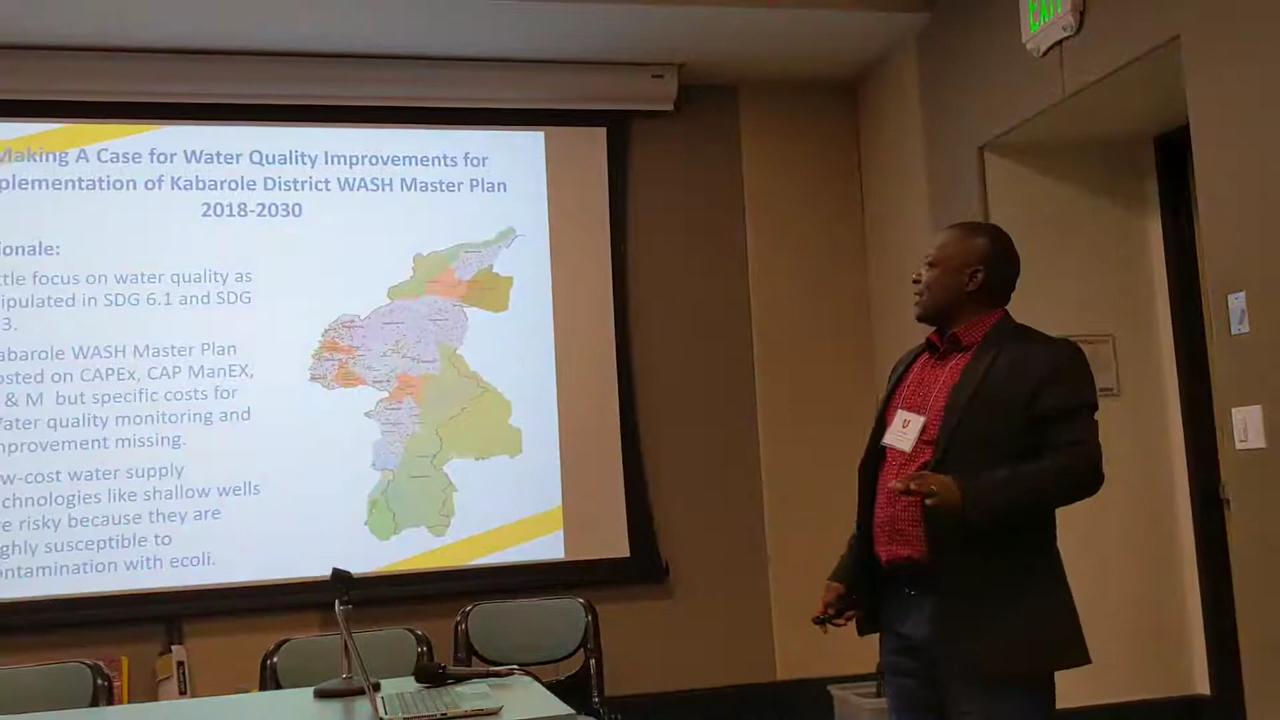 Making A Case for Water Quality Improvements for
plementation of Kabarole District WASH Master Plan
2018-2030
ionale:
ttle focus on water quality as
ipulated in SDG 6.1 and SDG
3.
abarole WASH Master Plan
osted on CAPEx, CAP ManEX,
& M but specific costs for
Water quality monitoring and
mprovement missing.
w-cost water supply
chnologies like shallow wells
re risky because they are
ghly susceptible to
ontamination with ecoli.
EXIT